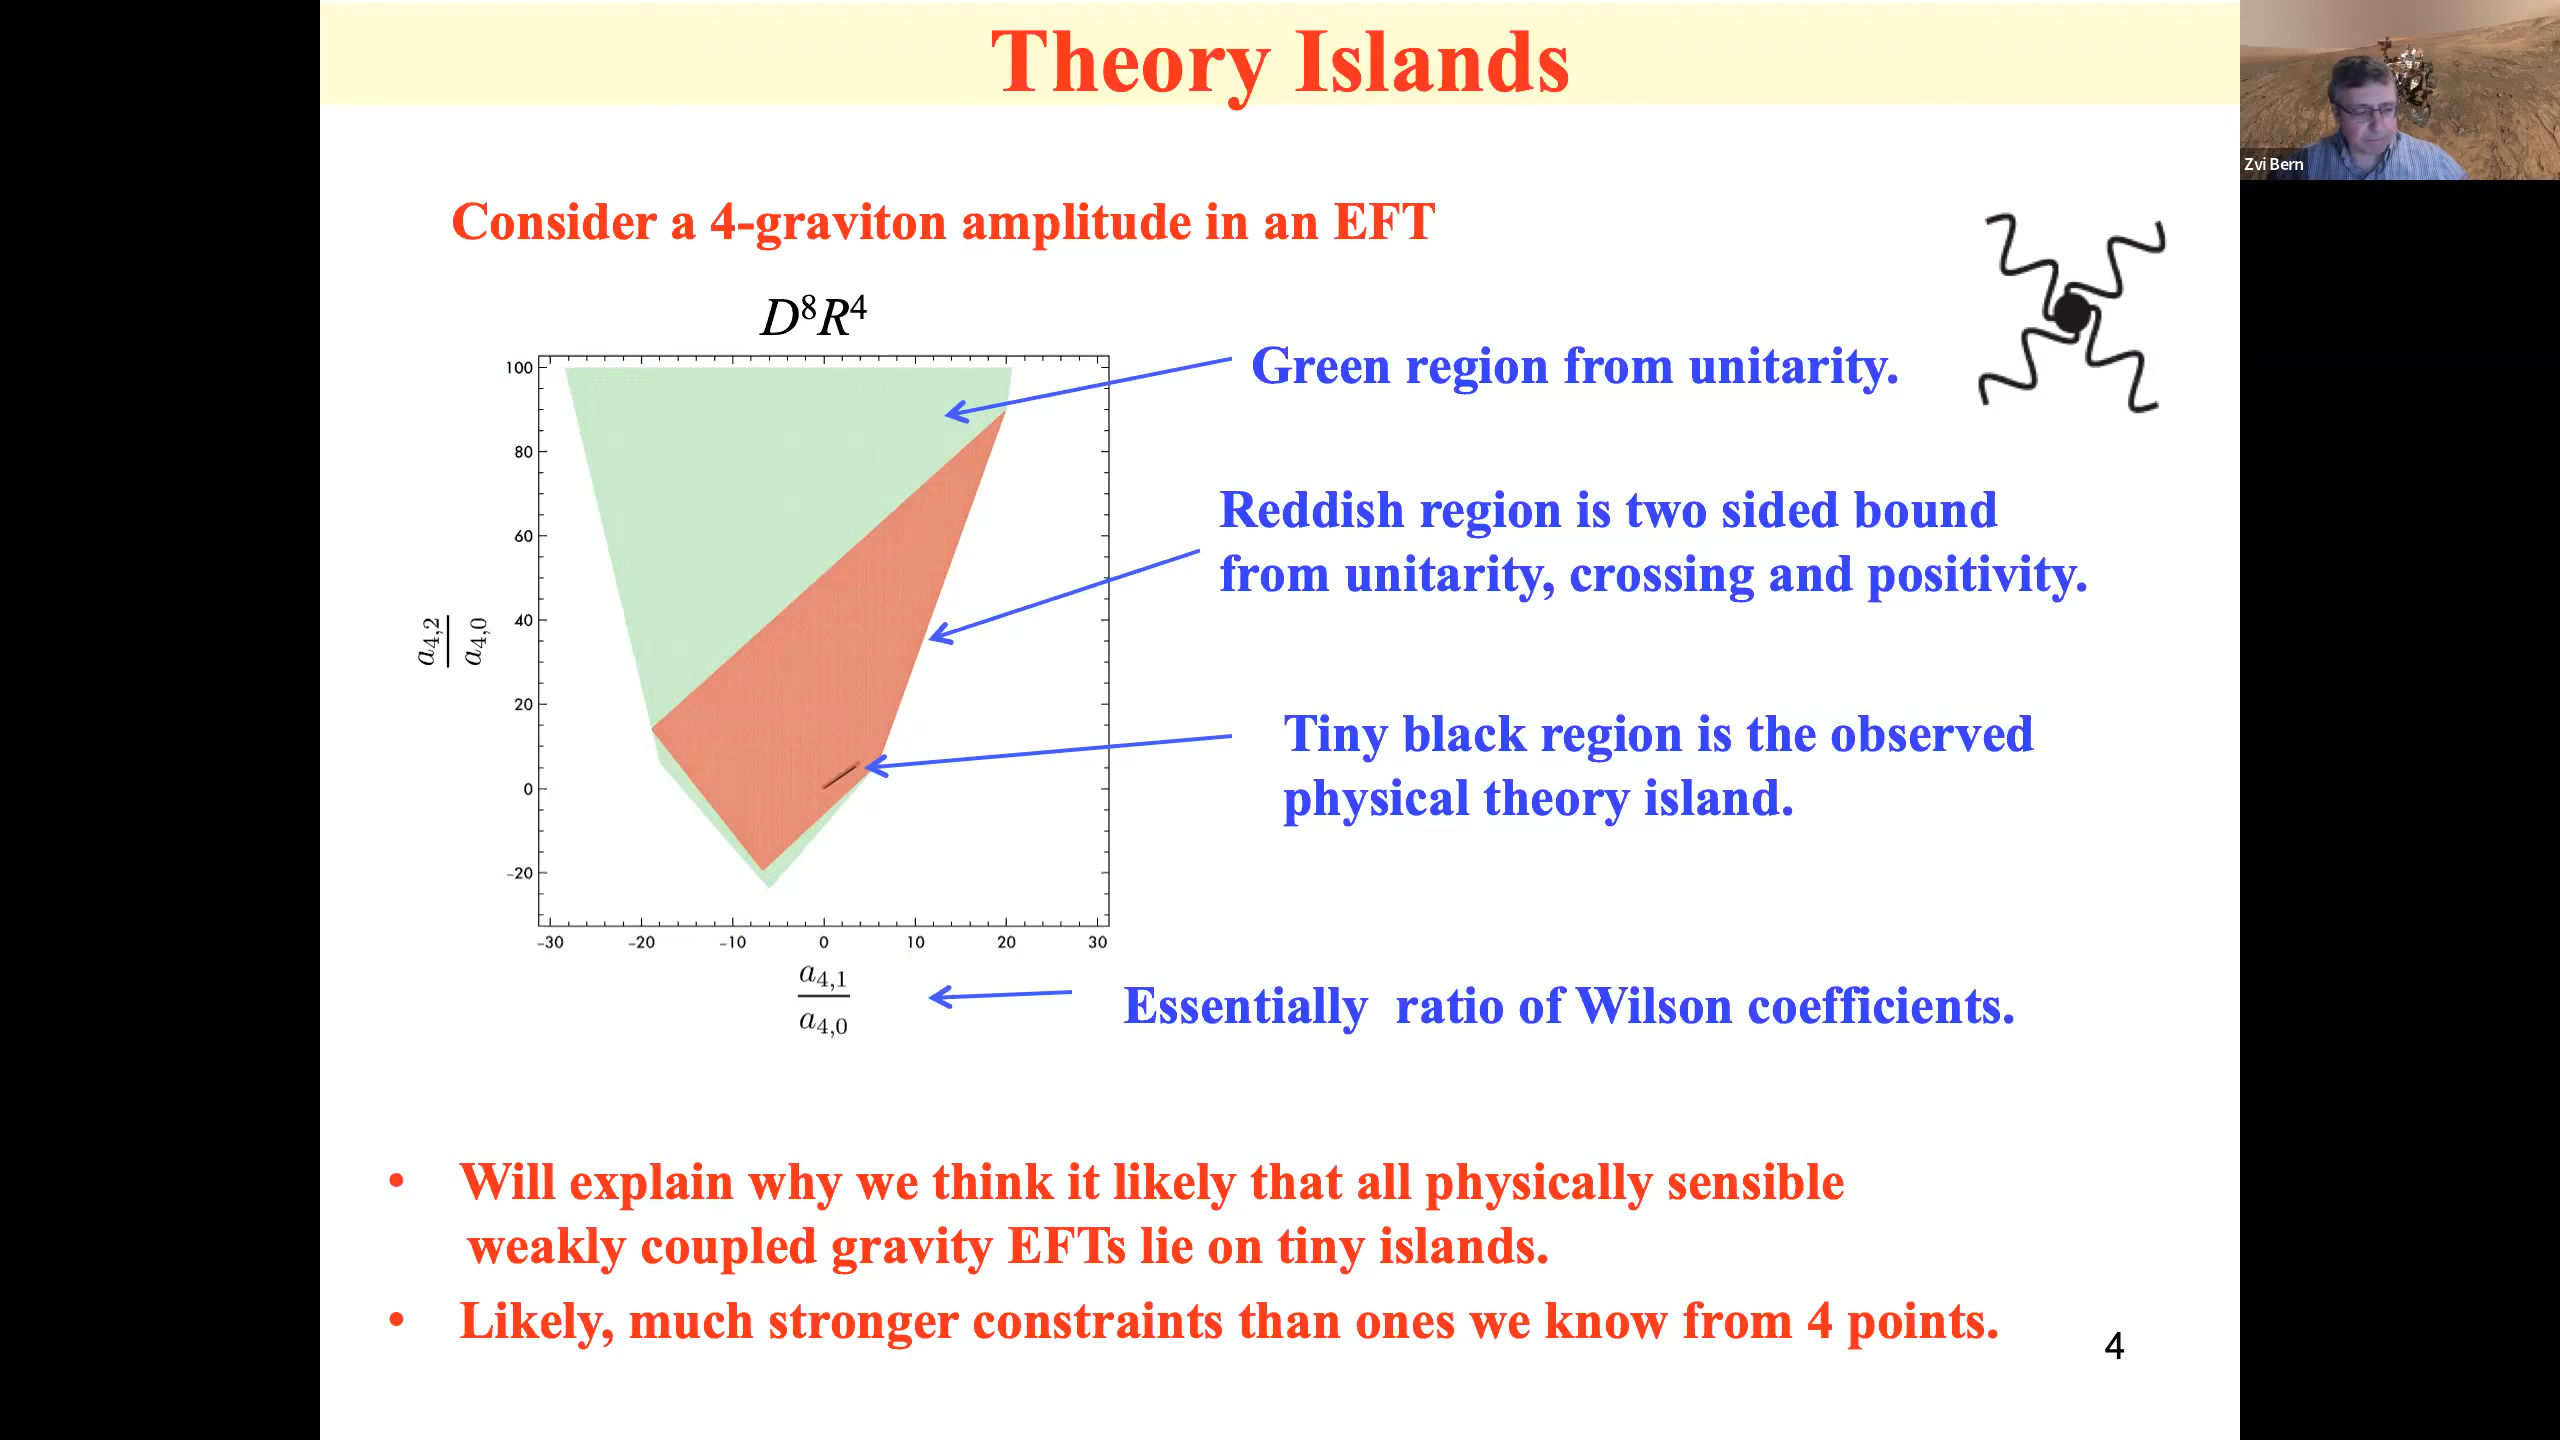 Theory Islands
Zvi Bern
Consider a 4-graviton amplitude in an EFT
D⁸R⁴
100
80
60
40
20
0
−20
a₄,₂
a₄,₀
−30 −20 −10 0 10 20 30
a₄,₁
a₄,₀
Green region from unitarity.
Reddish region is two sided bound
from unitarity, crossing and positivity.
Tiny black region is the observed
physical theory island.
Essentially ratio of Wilson coefficients.
• Will explain why we think it likely that all physically sensible
weakly coupled gravity EFTs lie on tiny islands.
• Likely, much stronger constraints than ones we know from 4 points.
4